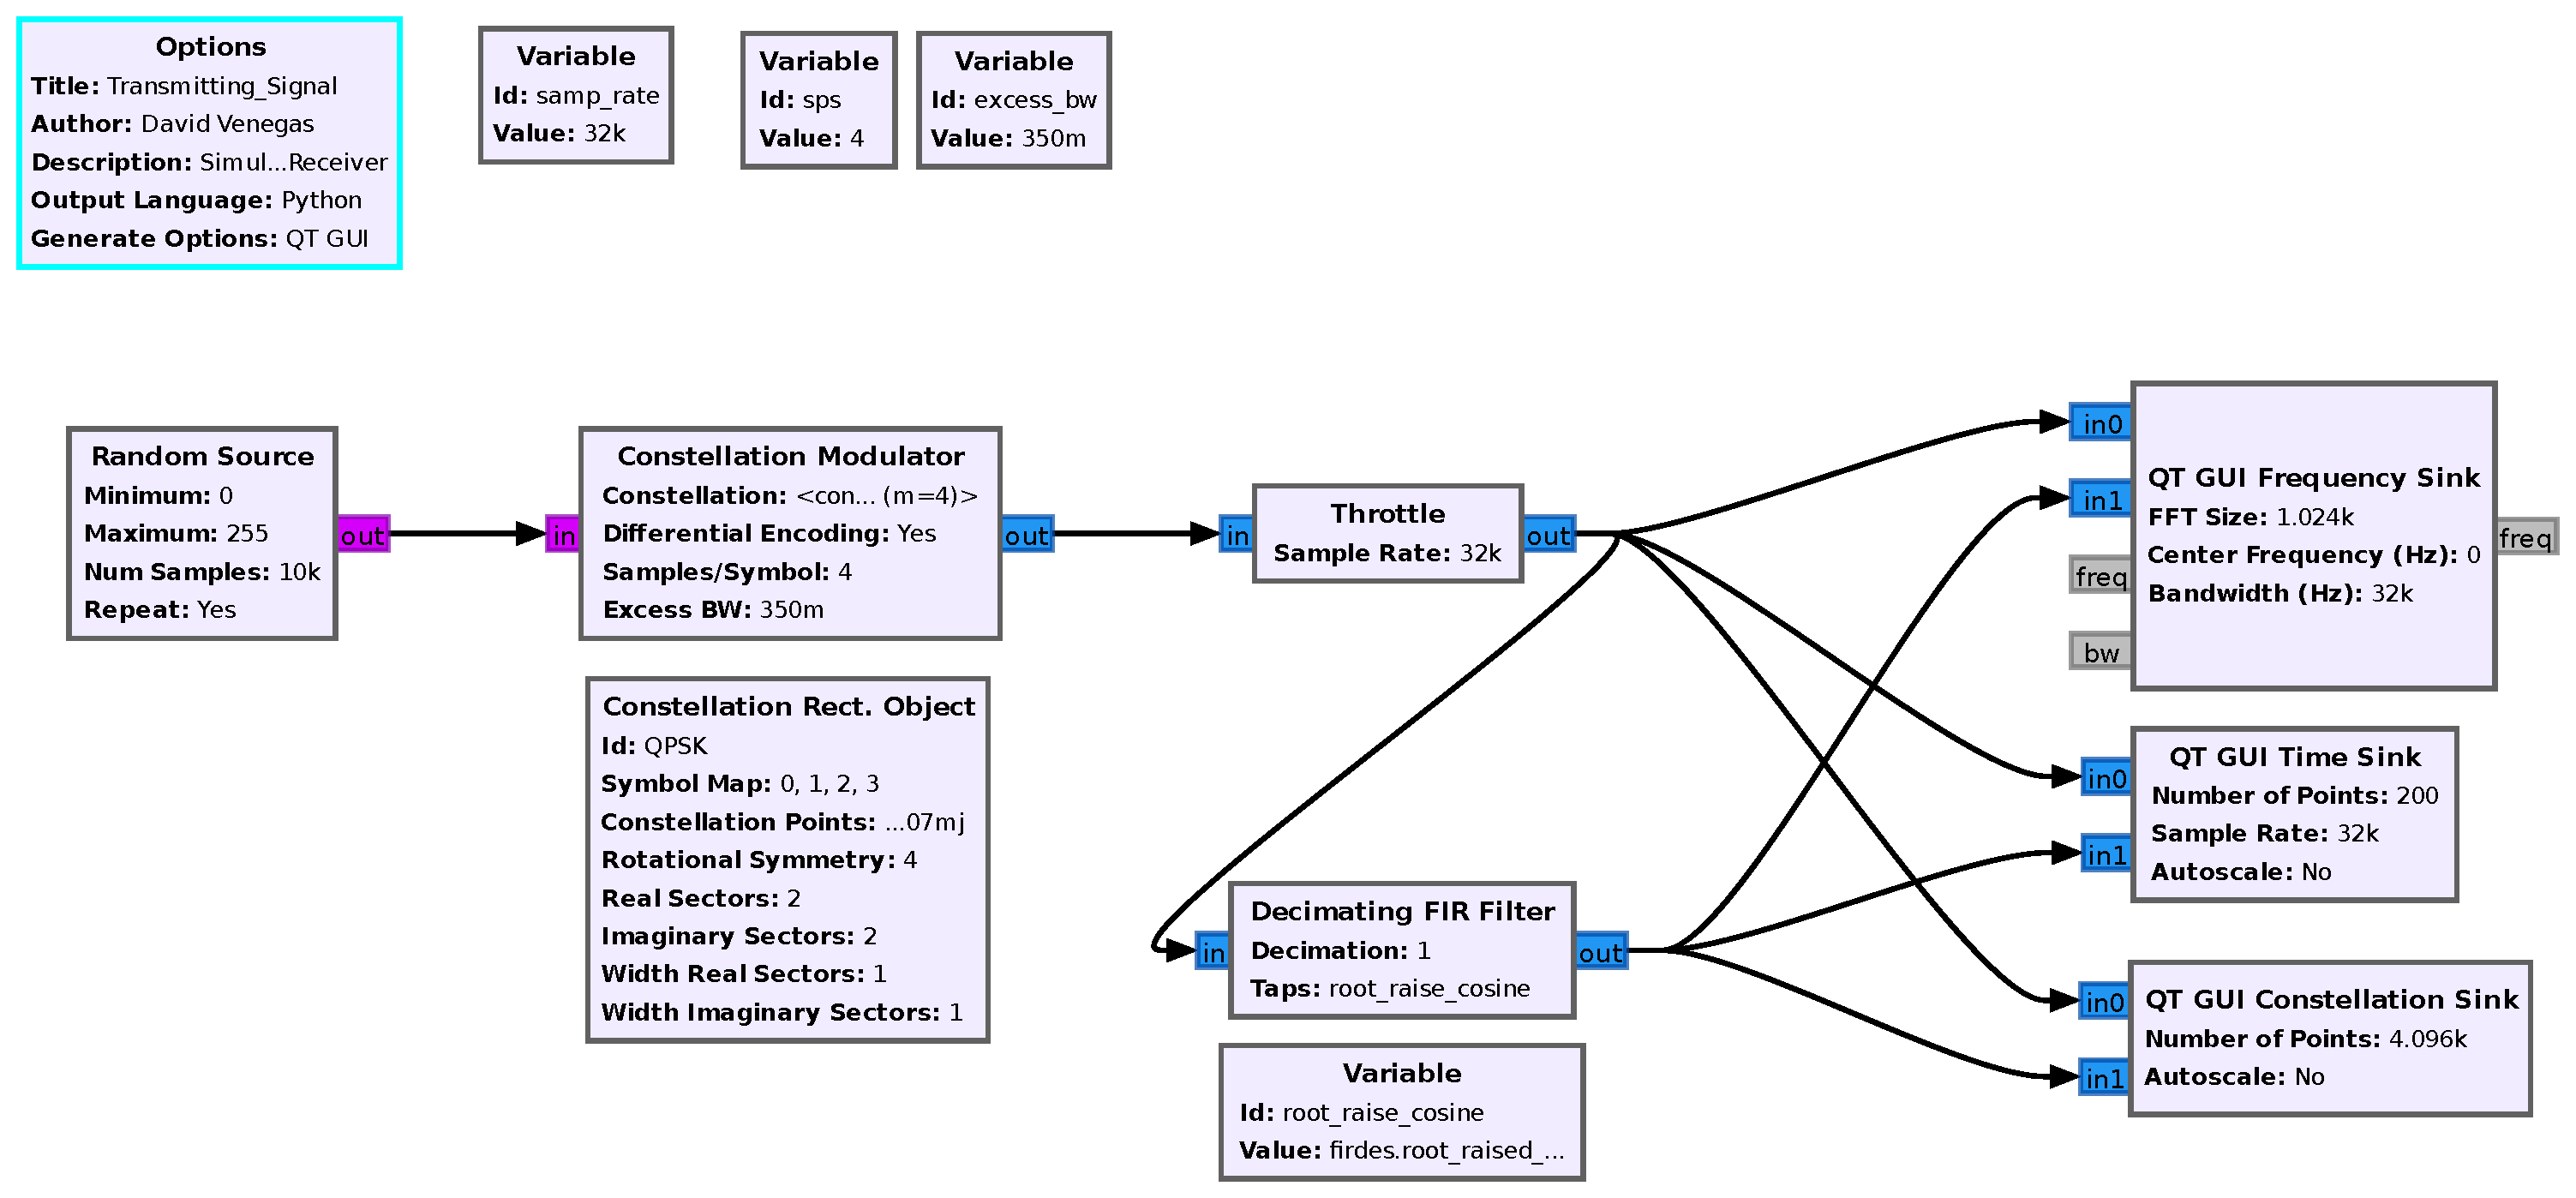 Options
Title: Transmitting_Signal
Author: David Venegas
Description: Simul...Receiver
Output Language: Python
Generate Options: QT GUI
Variable
Id: samp_rate
Value: 32k
Variable
Id: sps
Value: 4
Variable
Id: excess_bw
Value: 350m
Random Source
Minimum: 0
Maximum: 255
Num Samples: 10k
Repeat: Yes
out
in
Constellation Modulator
Constellation: <con... (m=4)>
Differential Encoding: Yes
Samples/Symbol: 4
Excess BW: 350m
out
Constellation Rect. Object
Id: QPSK
Symbol Map: 0, 1, 2, 3
Constellation Points: ...07mj
Rotational Symmetry: 4
Real Sectors: 2
Imaginary Sectors: 2
Width Real Sectors: 1
Width Imaginary Sectors: 1
in
Throttle
Sample Rate: 32k
out
in
Decimating FIR Filter
Decimation: 1
Taps: root_raise_cosine
out
Variable
Id: root_raise_cosine
Value: firdes.root_raised_...
in0
in1
freq
bw
QT GUI Frequency Sink
FFT Size: 1.024k
Center Frequency (Hz): 0
Bandwidth (Hz): 32k
freq
in0
in1
QT GUI Time Sink
Number of Points: 200
Sample Rate: 32k
Autoscale: No
in0
in1
QT GUI Constellation Sink
Number of Points: 4.096k
Autoscale: No